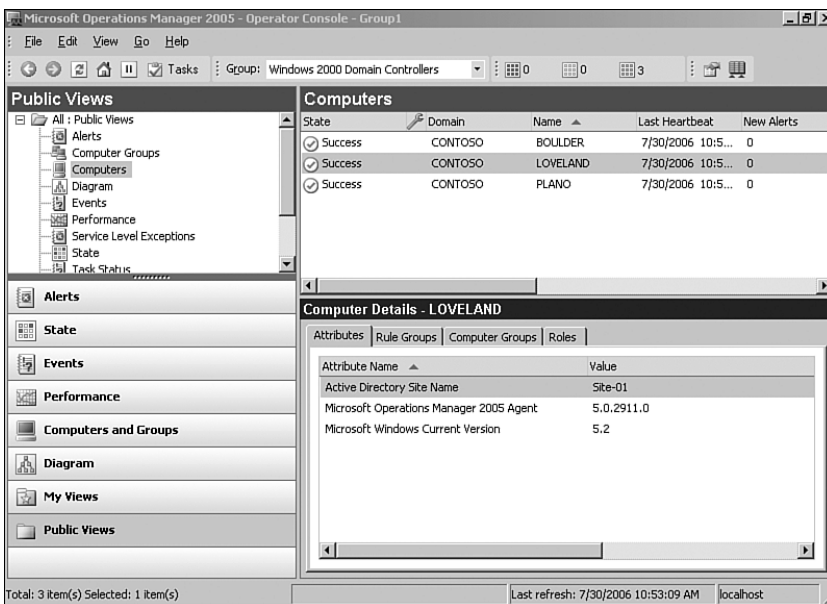 Microsoft Operations Manager 2005 - Operator Console - Group1
File Edit View Go Help
Tasks Group: Windows 2000 Domain Controllers 0 0 3
Public Views
All : Public Views
Alerts
Computer Groups
Computers
Diagram
Events
Performance
Service Level Exceptions
State
Task Status
Alerts
State
Events
Performance
Computers and Groups
Diagram
My Views
Public Views
Computers
State Domain Name Last Heartbeat New Alerts
Success CONTOSO BOULDER 7/30/2006 10:5... 0
Success CONTOSO LOVELAND 7/30/2006 10:5... 0
Success CONTOSO PLANO 7/30/2006 10:5... 0
Computer Details - LOVELAND
Attributes Rule Groups Computer Groups Roles
Attribute Name Value
Active Directory Site Name Site-01
Microsoft Operations Manager 2005 Agent 5.0.2911.0
Microsoft Windows Current Version 5.2
Total: 3 item(s) Selected: 1 item(s) Last refresh: 7/30/2006 10:53:09 AM localhost